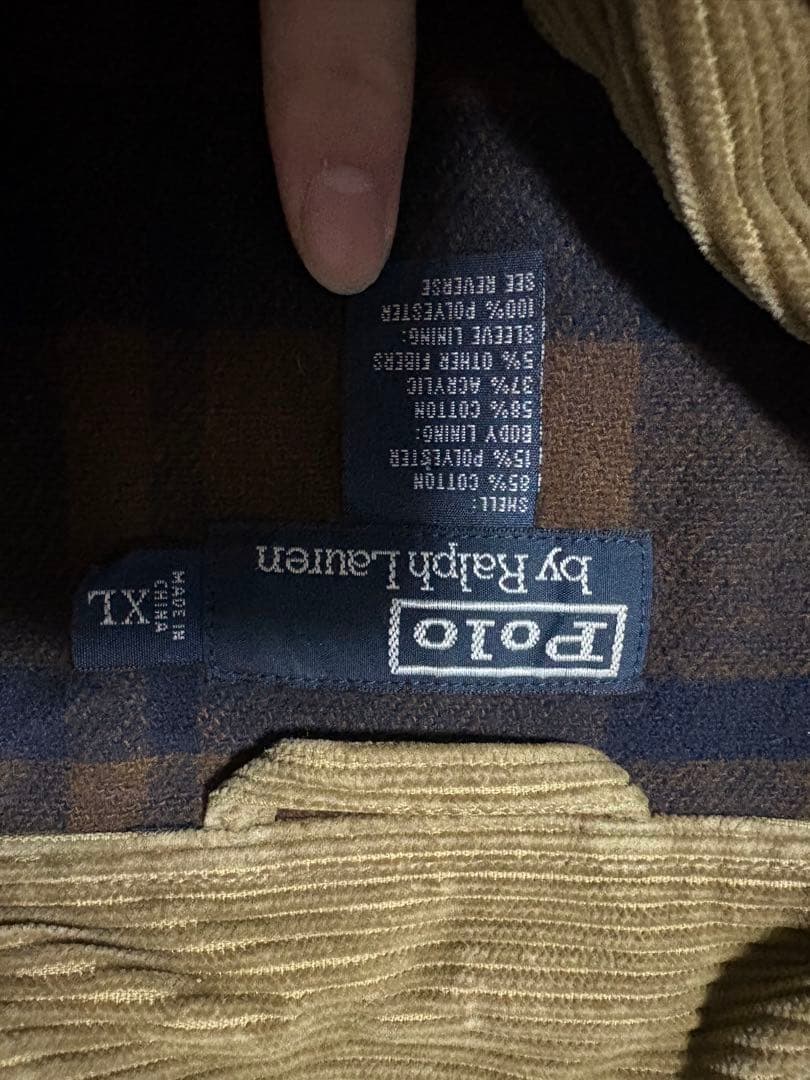 Polo
by Ralph Lauren
XL
MADE IN
CHINA
SHELL:
85% COTTON
15% POLYESTER
BODY LINING:
58% COTTON
37% ACRYLIC
5% OTHER FIBERS
SLEEVE LINING:
100% POLYESTER
SEE REVERSE